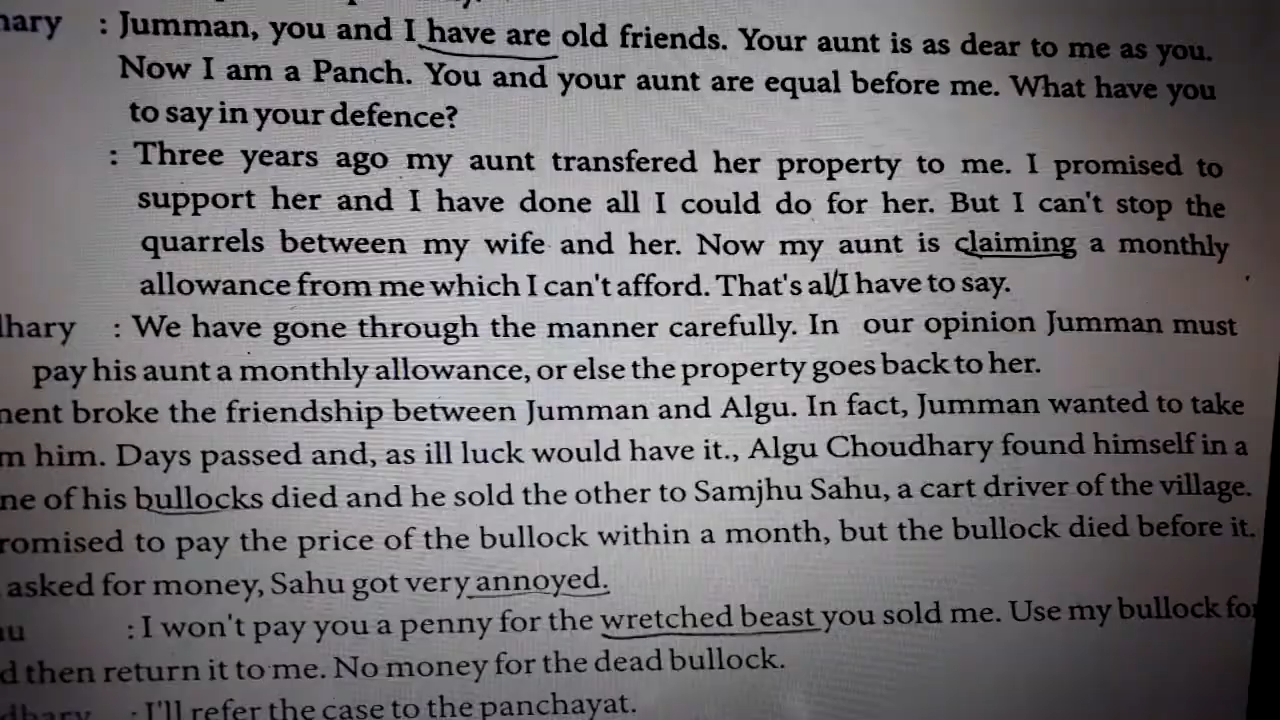 : Jumman, you and I have are old friends. Your aunt is as dear to me as you.
Now I am a Panch. You and your aunt are equal before me. What have you
to say in your defence?
: Three years ago my aunt transfered her property to me. I promised to
support her and I have done all I could do for her. But I can't stop the
quarrels between my wife and her. Now my aunt is claiming a monthly
allowance from me which I can't afford. That's all I have to say.
: We have gone through the manner carefully. In our opinion Jumman must
pay his aunt a monthly allowance, or else the property goes back to her.
broke the friendship between Jumman and Algu. In fact, Jumman wanted to take
him. Days passed and, as ill luck would have it., Algu Choudhary found himself in a
of his bullocks died and he sold the other to Samjhu Sahu, a cart driver of the village.
to pay the price of the bullock within a month, but the bullock died before it.
asked for money, Sahu got very annoyed.
: I won't pay you a penny for the wretched beast you sold me. Use my bullock
then return it to me. No money for the dead bullock.
: I'll refer the case to the panchayat.